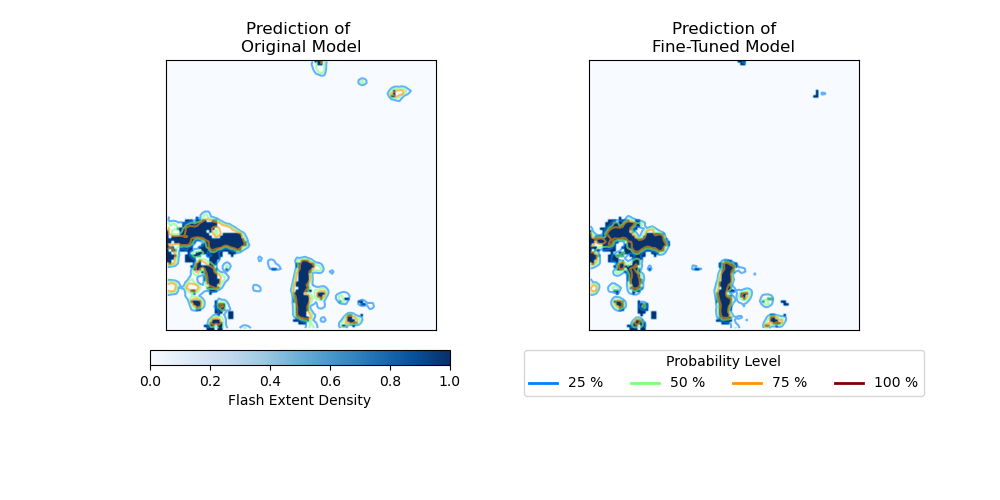 Prediction of
Original Model
Prediction of
Fine-Tuned Model
0.0 0.2 0.4 0.6 0.8 1.0
Flash Extent Density
Probability Level
25 % 50 % 75 % 100 %